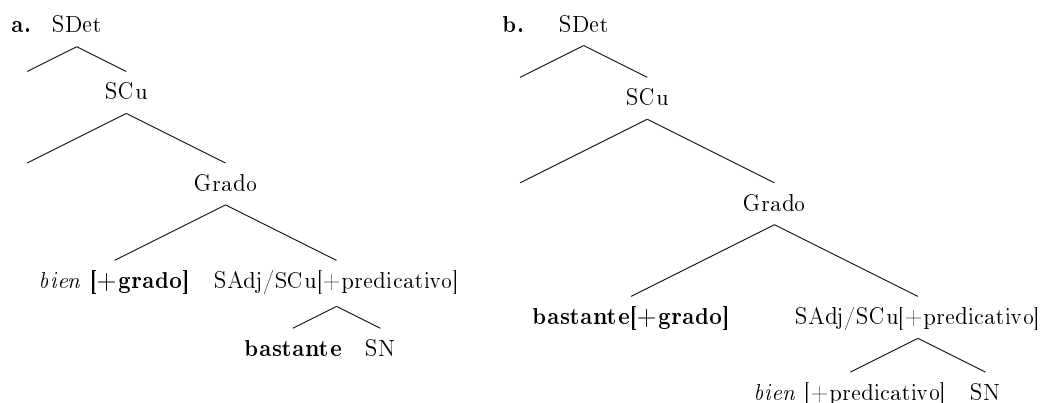 a. SDet
SCu
Grado
bien [+grado] SAdj/SCu[+predicativo]
bastante SN
b. SDet
SCu
Grado
bastante[+grado] SAdj/SCu[+predicativo]
bien [+predicativo] SN